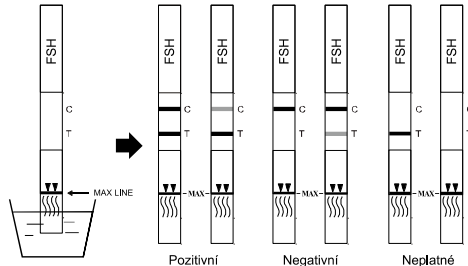 FSH FSH FSH FSH FSH FSH FSH
C C C C
T T T T
MAX LINE MAX MAX MAX
Pozitivní Negativní Neplatné